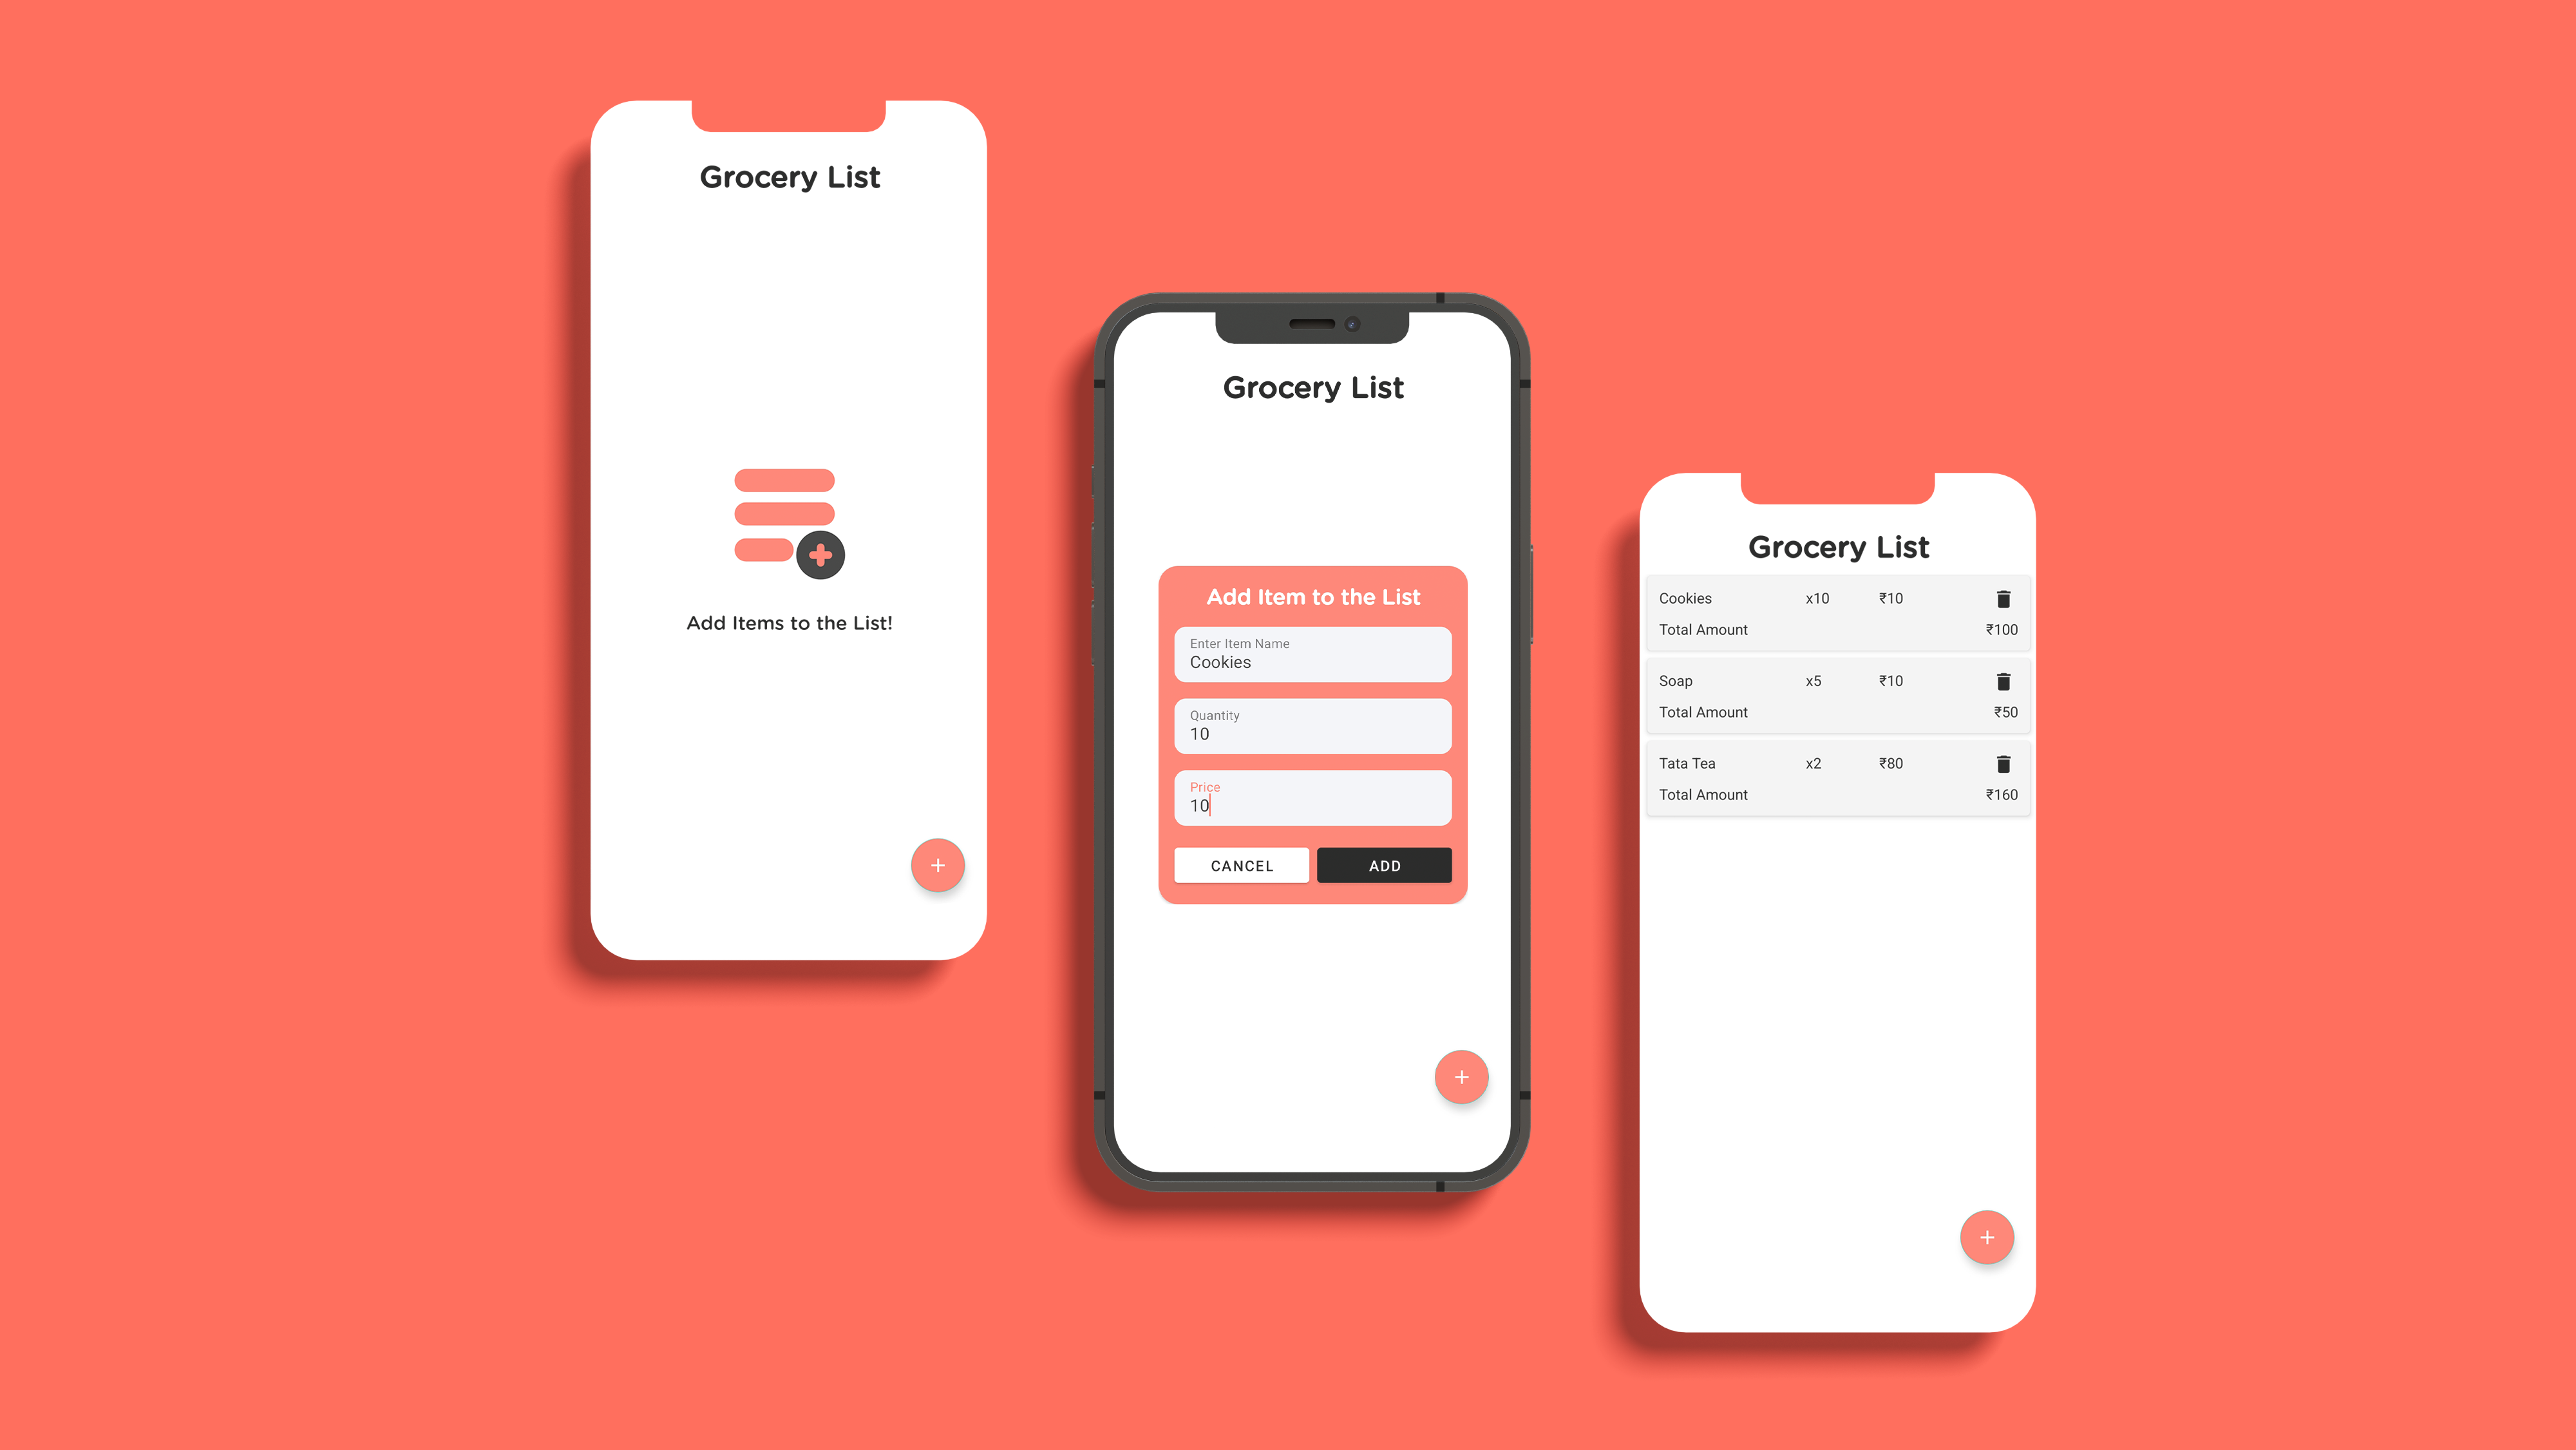 Grocery List
Add Items to the List!
+
Grocery List
Add Item to the List
Enter Item Name
Cookies
Quantity
10
Price
10
CANCEL ADD
+
Grocery List
Cookies x10 ₹10
Total Amount ₹100
Soap x5 ₹10
Total Amount ₹50
Tata Tea x2 ₹80
Total Amount ₹160
+